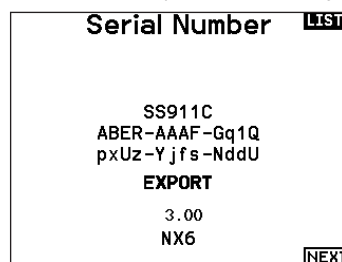 Serial Number LIST
SS911C
ABER-AAAF-Gq1Q
pxUz-Yjfs-NddU
EXPORT
3.00
NX6
NEXT